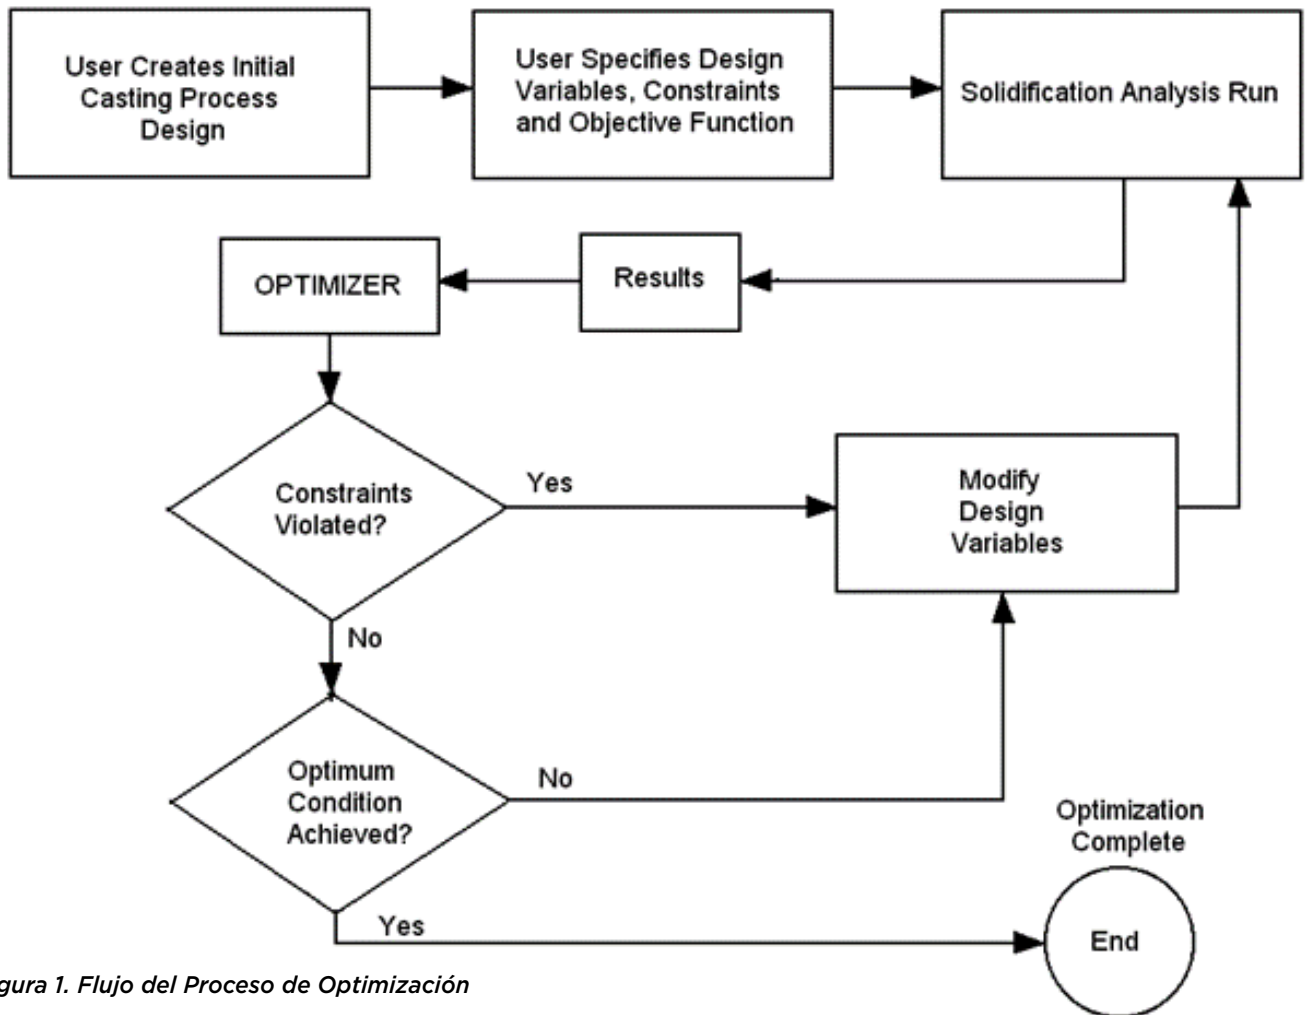 User Creates Initial
Casting Process
Design
User Specifies Design
Variables, Constraints
and Objective Function
Solidification Analysis Run
OPTIMIZER
Results
Constraints
Violated?
Yes
Modify
Design
Variables
No
Optimum
Condition
Achieved?
No
Optimization
Complete
Yes
End
gura 1. Flujo del Proceso de Optimización